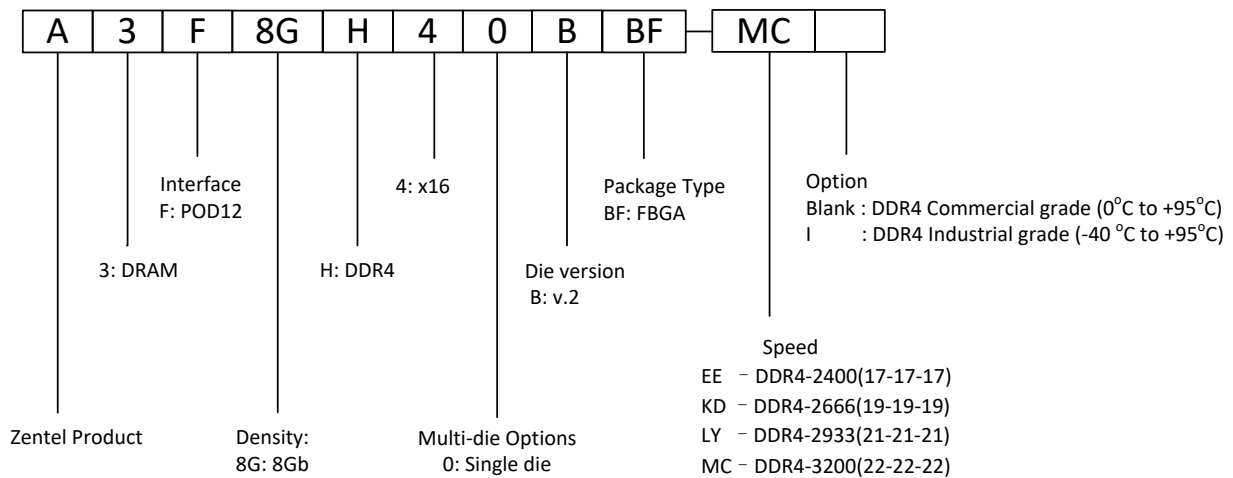 A 3 F 8G H 4 0 B BF – MC
Interface
F: POD12
4: x16
Package Type
BF: FBGA
Option
Blank : DDR4 Commercial grade (0°C to +95°C)
I : DDR4 Industrial grade (-40 °C to +95°C)
3: DRAM
H: DDR4
Die version
B: v.2
Speed
EE – DDR4-2400(17-17-17)
KD – DDR4-2666(19-19-19)
LY – DDR4-2933(21-21-21)
MC – DDR4-3200(22-22-22)
Zentel Product
Density:
8G: 8Gb
Multi-die Options
0: Single die